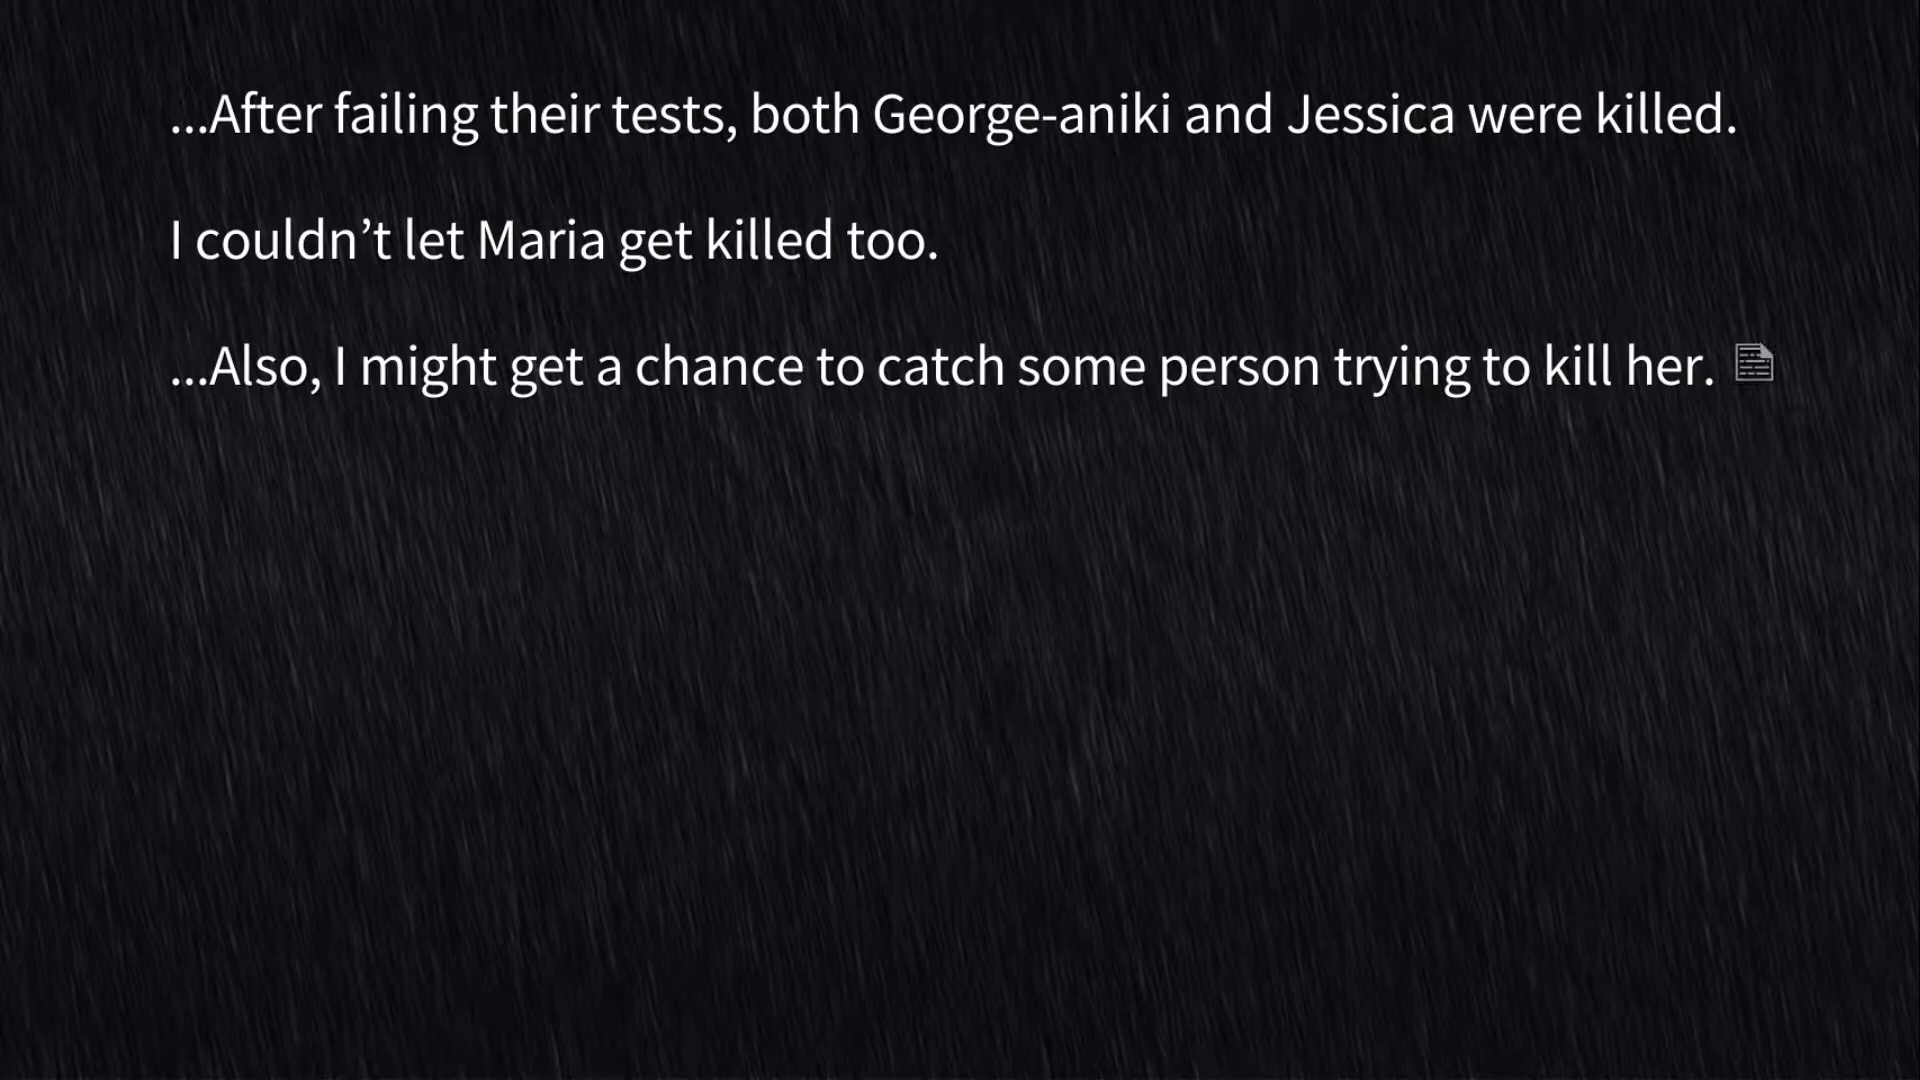 ...After failing their tests, both George-aniki and Jessica were killed.
I couldn’t let Maria get killed too.
...Also, I might get a chance to catch some person trying to kill her.